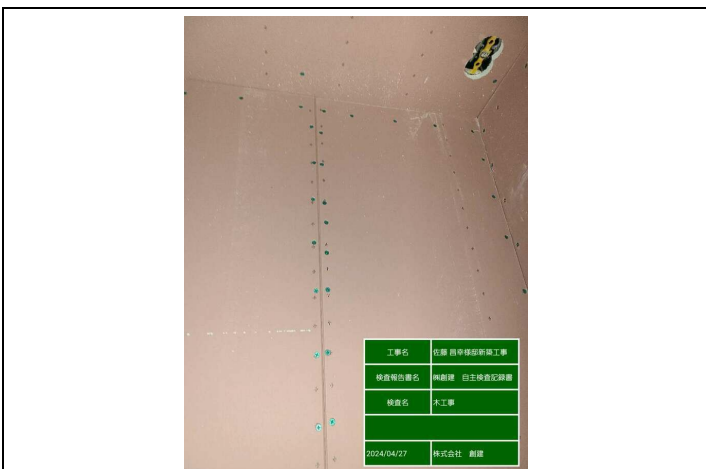 工事名 佐藤 昌幸様邸新築工事
検査報告書名 ㈱創建 自主検査記録書
検査名 木工事
2024/04/27 株式会社 創建